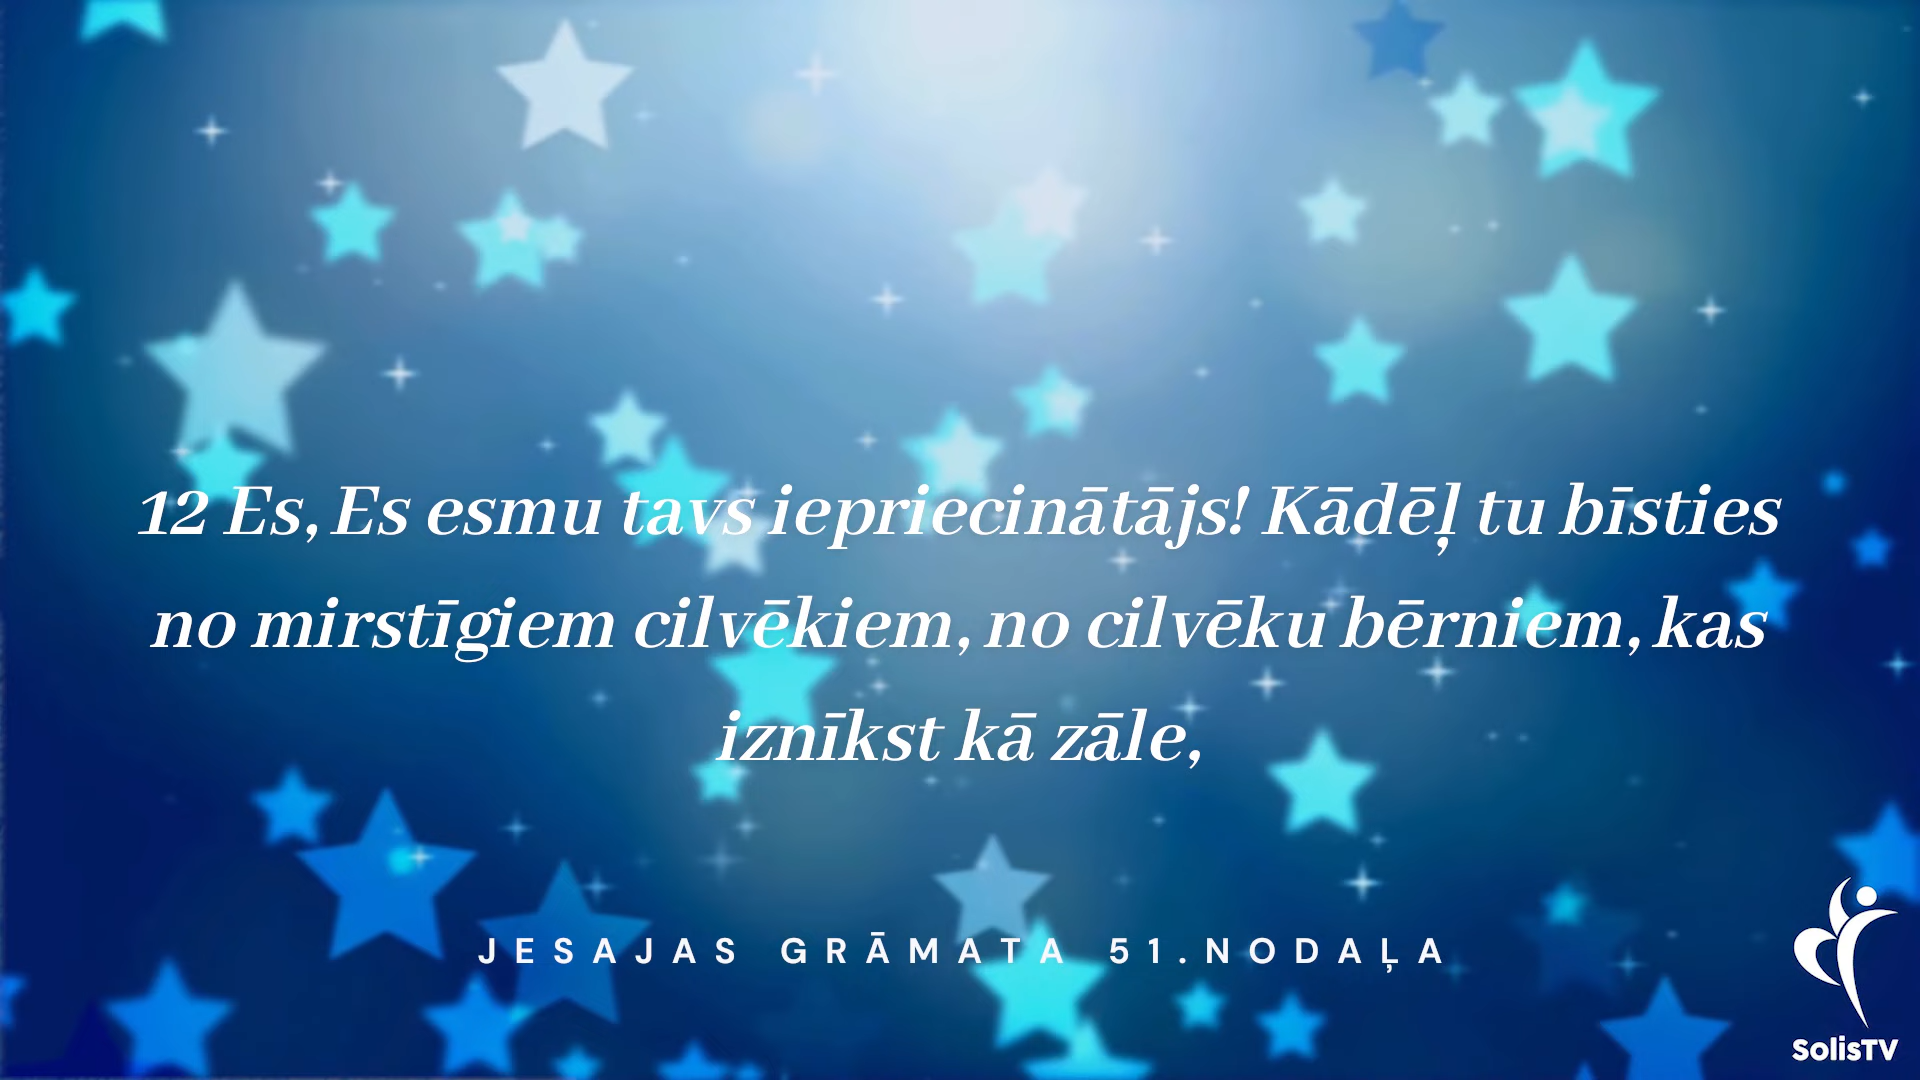 12 Es, Es esmu tavs iepriecinātājs! Kādēļ tu bīsties
no mirstīgiem cilvēkiem, no cilvēku bērniem, kas
iznīkst kā zāle,
JESAJAS GRĀMATA 51.NODAĻA
SolisTV